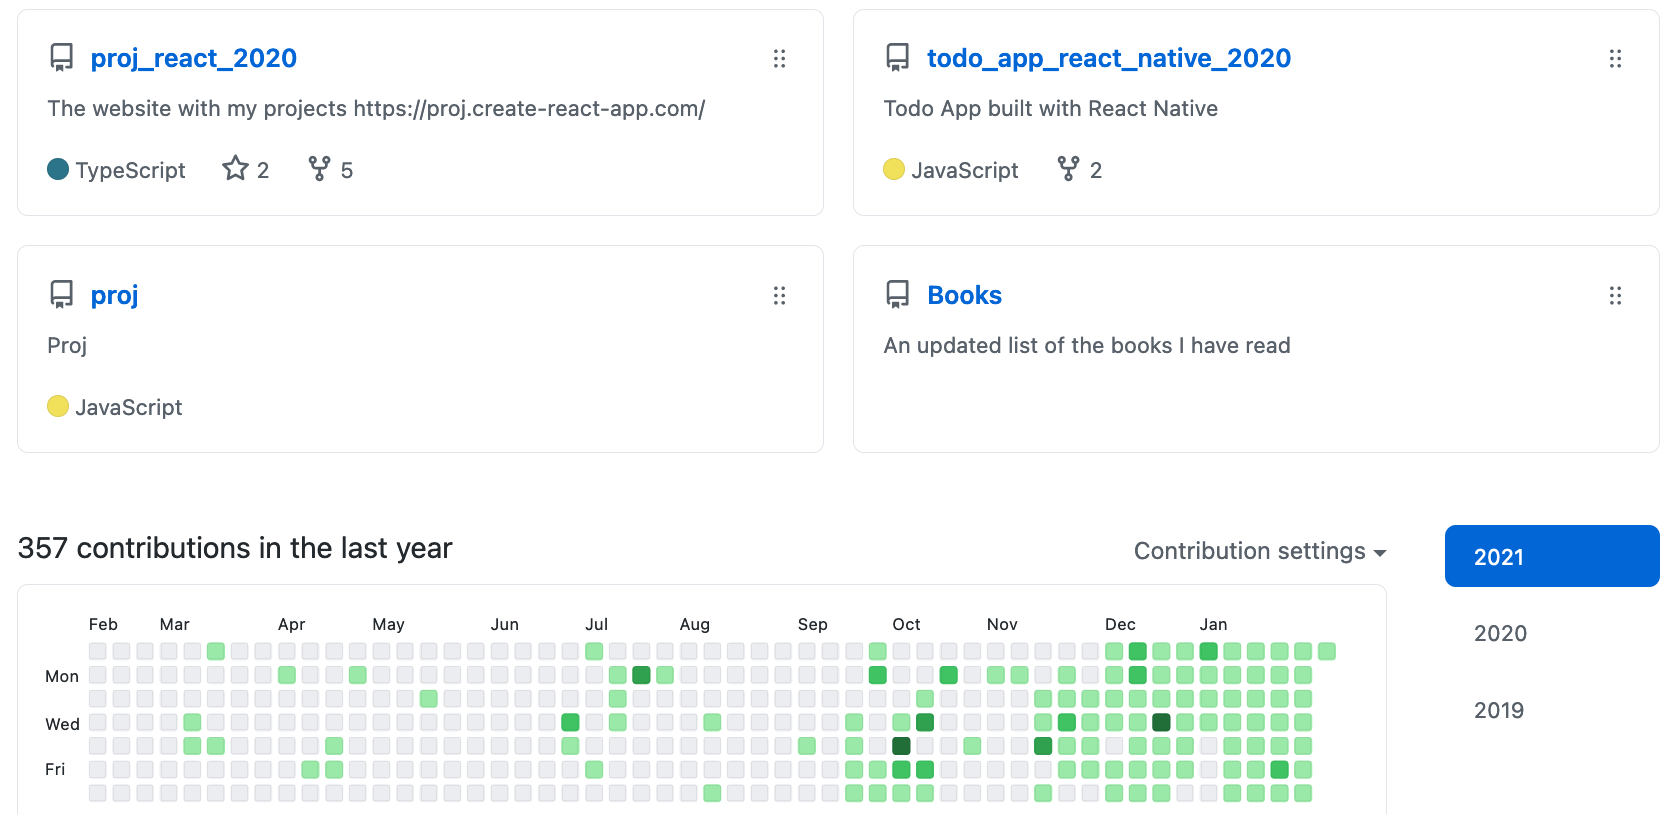 proj_react_2020
The website with my projects https://proj.create-react-app.com/
TypeScript 2 5
todo_app_react_native_2020
Todo App built with React Native
JavaScript 2
proj
Proj
JavaScript
Books
An updated list of the books I have read
357 contributions in the last year
Contribution settings
2021
2020
2019
Feb Mar Apr May Jun Jul Aug Sep Oct Nov Dec Jan
Mon
Wed
Fri